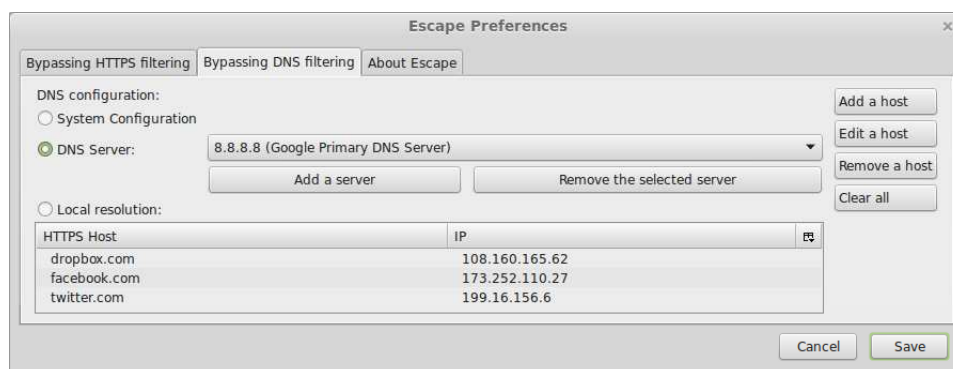 Escape Preferences
Bypassing HTTPS filtering
Bypassing DNS filtering
About Escape
DNS configuration:
System Configuration
DNS Server:
8.8.8.8 (Google Primary DNS Server)
Add a server
Remove the selected server
Local resolution:
HTTPS Host IP
dropbox.com 108.160.165.62
facebook.com 173.252.110.27
twitter.com 199.16.156.6
Add a host
Edit a host
Remove a host
Clear all
Cancel
Save